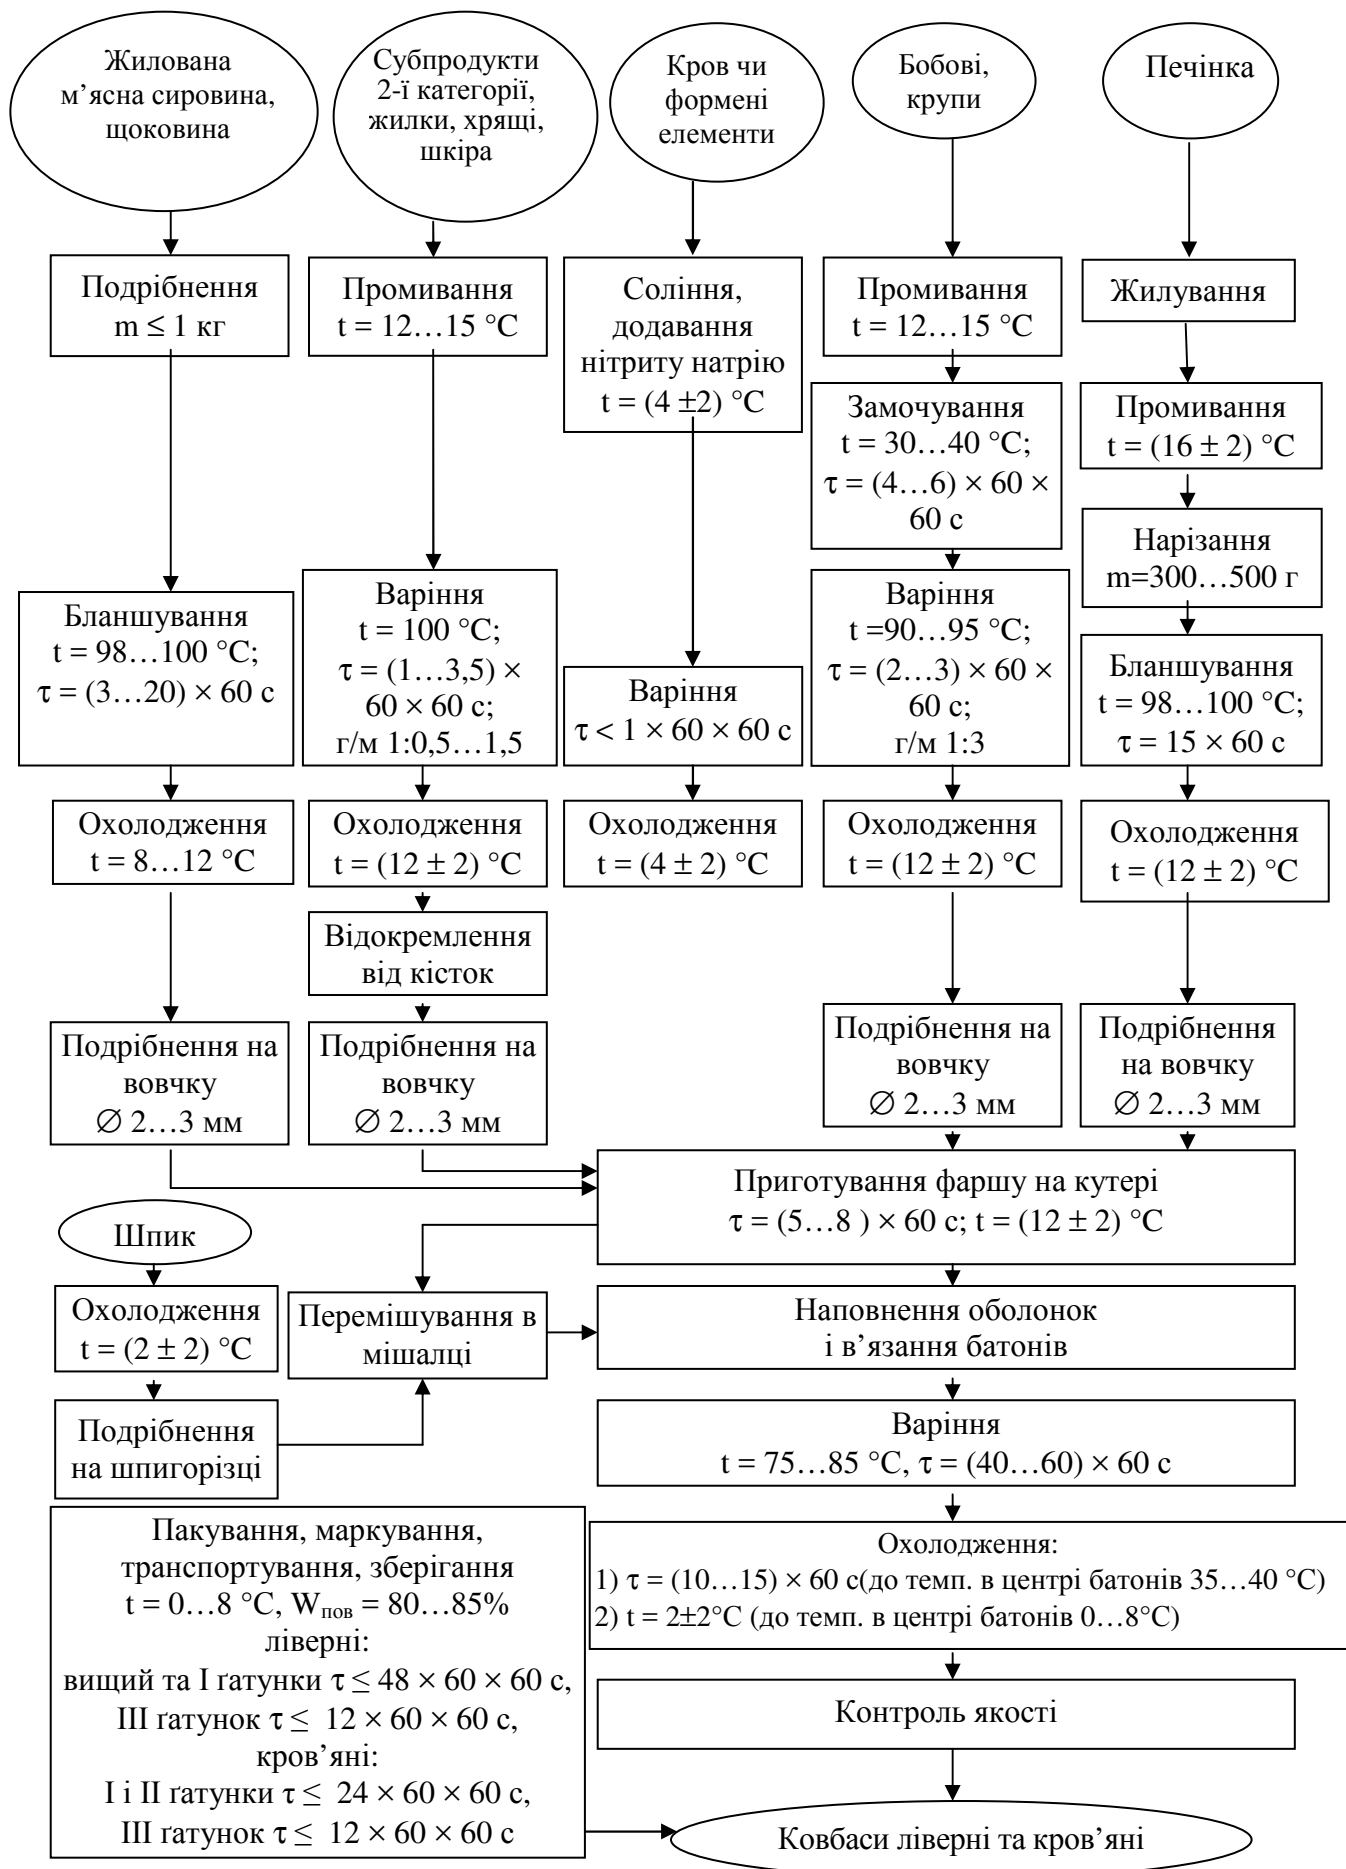 Жилована
м’ясна сировина,
щоковина
Субпродукти
2-ї категорії,
жилки, хрящі,
шкіра
Кров чи
формені
елементи
Бобові,
крупи
Печінка
Подрібнення
m ≤ 1 кг
Промивання
t = 12…15 °С
Соління,
додавання
нітриту натрію
t = (4 ±2) °С
Промивання
t = 12…15 °С
Жилування
Замочування
t = 30…40 °С;
τ = (4…6) × 60 ×
60 с
Промивання
t = (16 ± 2) °С
Нарізання
m=300…500 г
Бланшування
t = 98…100 °С;
τ = (3…20) × 60 с
Варіння
t = 100 °С;
τ = (1…3,5) ×
60 × 60 с;
г/м 1:0,5…1,5
Варіння
τ < 1 × 60 × 60 с
Варіння
t =90…95 °С;
τ = (2…3) × 60 ×
60 с;
г/м 1:3
Бланшування
t = 98…100 °С;
τ = 15 × 60 с
Охолодження
t = 8…12 °С
Охолодження
t = (12 ± 2) °С
Охолодження
t = (4 ± 2) °С
Охолодження
t = (12 ± 2) °С
Охолодження
t = (12 ± 2) °С
Відокремлення
від кісток
Подрібнення на
вовчку
∅ 2…3 мм
Подрібнення на
вовчку
∅ 2…3 мм
Подрібнення на
вовчку
∅ 2…3 мм
Подрібнення
на вовчку
∅ 2…3 мм
Приготування фаршу на кутері
τ = (5…8 ) × 60 с; t = (12 ± 2) °С
Шпик
Охолодження
t = (2 ± 2) °С
Перемішування в
мішалці
Наповнення оболонок
і в’язання батонів
Подрібнення
на шпигорізці
Варіння
t = 75…85 °С, τ = (40…60) × 60 с
Пакування, маркування,
транспортування, зберігання
t = 0…8 °С, Wпов = 80…85%
ліверні:
вищий та I ґатунки τ ≤ 48 × 60 × 60 с,
III ґатунок τ ≤ 12 × 60 × 60 с,
кров’яні:
I і II ґатунки τ ≤ 24 × 60 × 60 с,
III ґатунок τ ≤ 12 × 60 × 60 с
Охолодження:
1) τ = (10…15) × 60 с(до темп. в центрі батонів 35…40 °С)
2) t = 2±2°С (до темп. в центрі батонів 0…8°С)
Контроль якості
Ковбаси ліверні та кров’яні